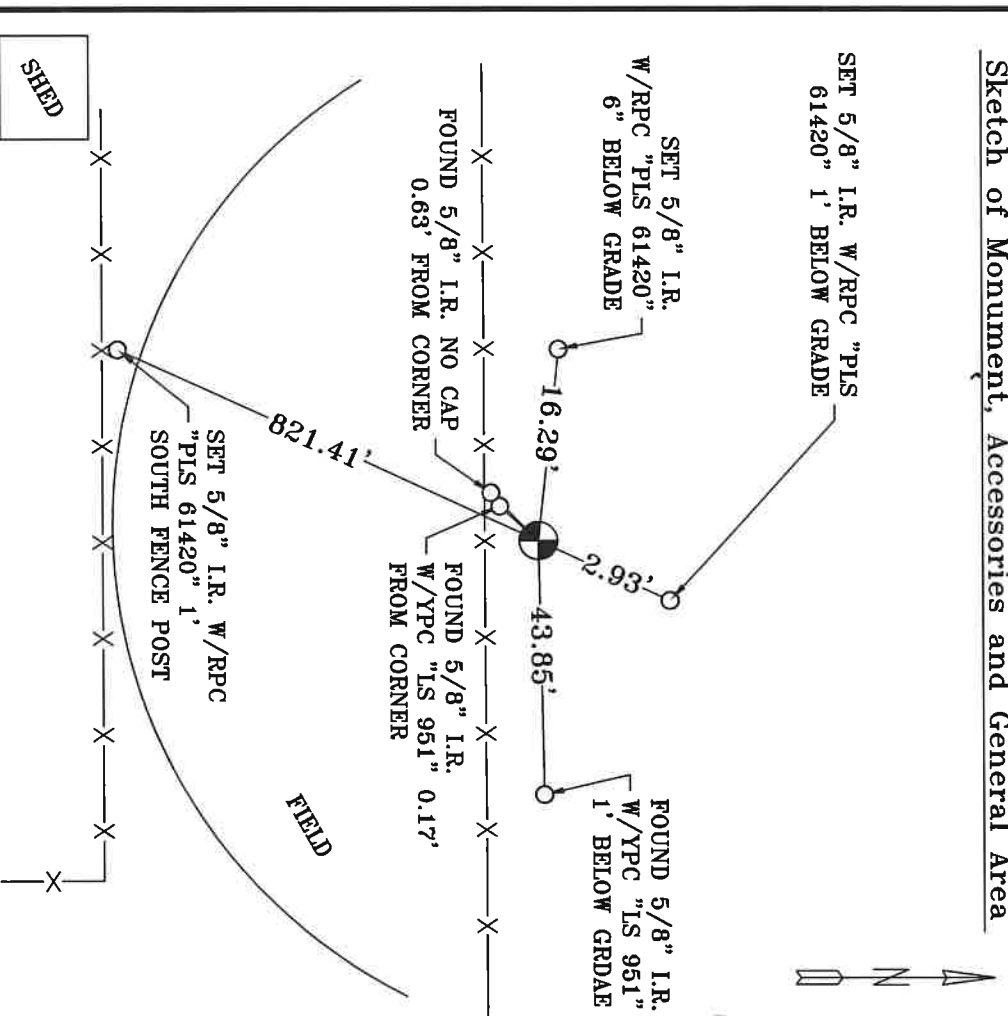 Sketch of Monument, Accessories and General Area
SET 5/8" I.R. W/RPC "PLS
61420" 1' BELOW GRADE
SET 5/8" I.R.
W/RPC "PLS 61420"
6" BELOW GRADE
FOUND 5/8" I.R.
W/YPC "LS 951"
1' BELOW GRDAE
2.93'
16.29'
43.85'
FOUND 5/8" I.R. NO CAP
0.63' FROM CORNER
FOUND 5/8" I.R.
W/YPC "LS 951" 0.17'
FROM CORNER
821.41'
SET 5/8" I.R. W/RPC
"PLS 61420" 1'
SOUTH FENCE POST
FIELD
SHED
N